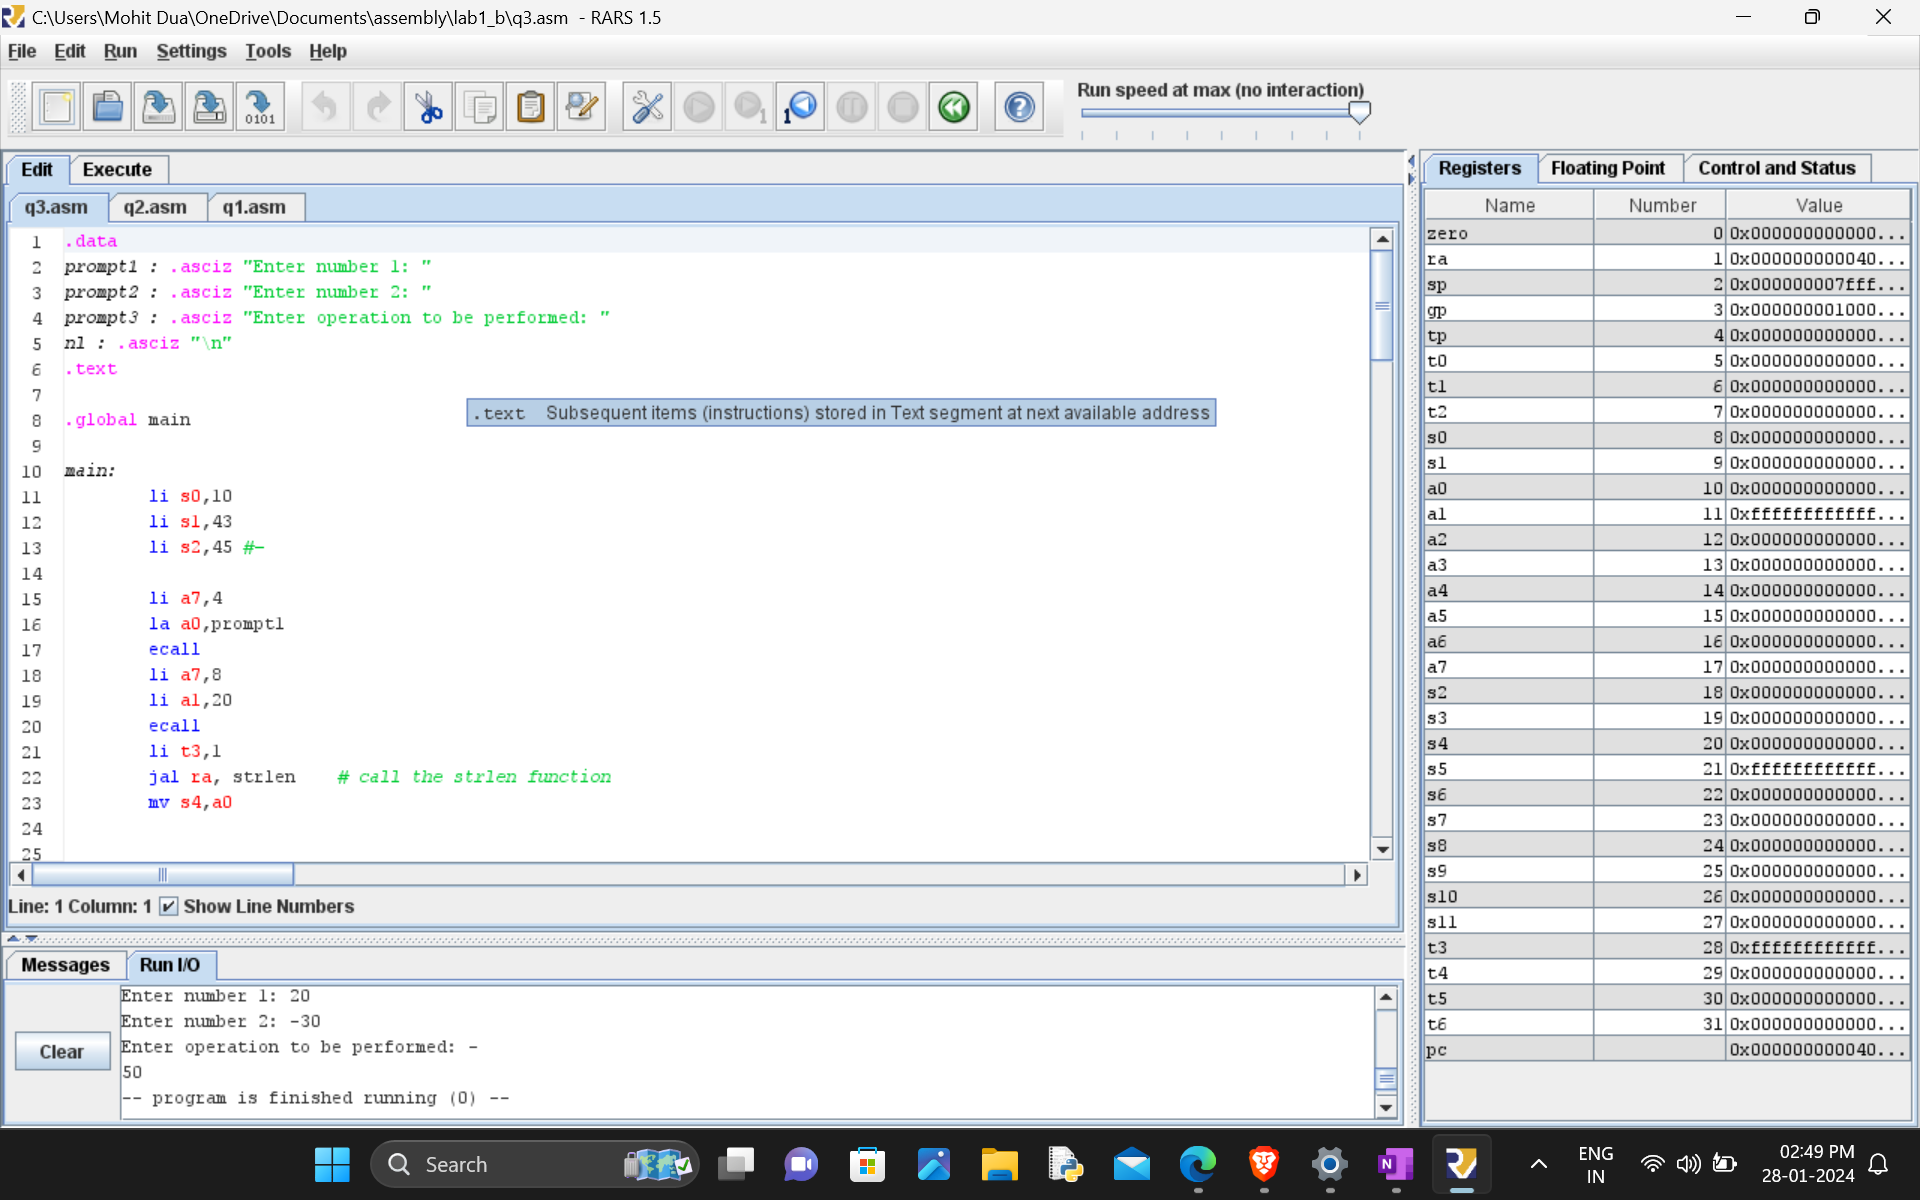 C:\Users\Mohit Dua\OneDrive\Documents\assembly\lab1_b\q3.asm - RARS 1.5
File Edit Run Settings Tools Help
Run speed at max (no interaction)
0101
1
1
Edit Execute
q3.asm q2.asm q1.asm
1 .data
2 prompt1 : .asciz "Enter number 1: "
3 prompt2 : .asciz "Enter number 2: "
4 prompt3 : .asciz "Enter operation to be performed: "
5 nl : .asciz "\n"
6 .text
7
.text Subsequent items (instructions) stored in Text segment at next available address
8 .global main
9
10 main:
11 li s0,10
12 li s1,43
13 li s2,45 #-
14
15 li a7,4
16 la a0,prompt1
17 ecall
18 li a7,8
19 li a1,20
20 ecall
21 li t3,1
22 jal ra, strlen # call the strlen function
23 mv s4,a0
24
25
Line: 1 Column: 1 Show Line Numbers
Messages Run I/O
Clear
Enter number 1: 20
Enter number 2: -30
Enter operation to be performed: -
50
-- program is finished running (0) --
Registers Floating Point Control and Status
Name Number Value
zero 0 0x000000000000...
ra 1 0x000000000040...
sp 2 0x000000007fff...
gp 3 0x000000001000...
tp 4 0x000000000000...
t0 5 0x000000000000...
t1 6 0x000000000000...
t2 7 0x000000000000...
s0 8 0x000000000000...
s1 9 0x000000000000...
a0 10 0x000000000000...
a1 11 0xffffffffffff...
a2 12 0x000000000000...
a3 13 0x000000000000...
a4 14 0x000000000000...
a5 15 0x000000000000...
a6 16 0x000000000000...
a7 17 0x000000000000...
s2 18 0x000000000000...
s3 19 0x000000000000...
s4 20 0x000000000000...
s5 21 0xffffffffffff...
s6 22 0x000000000000...
s7 23 0x000000000000...
s8 24 0x000000000000...
s9 25 0x000000000000...
s10 26 0x000000000000...
s11 27 0x000000000000...
t3 28 0xffffffffffff...
t4 29 0x000000000000...
t5 30 0x000000000000...
t6 31 0x000000000000...
pc 0x000000000040...
Search
N
ENG
IN
02:49 PM
28-01-2024